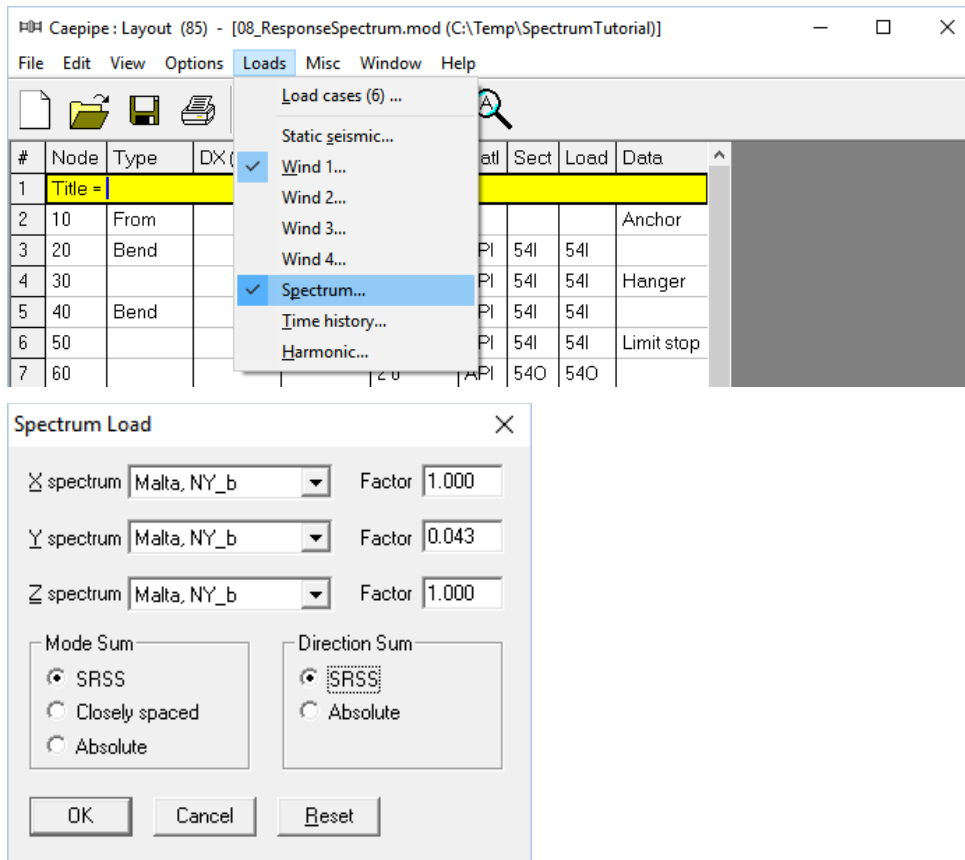 Caepipe : Layout (85) - [08_ResponseSpectrum.mod (C:\Temp\SpectrumTutorial)]
File Edit View Options Loads Misc Window Help
Load cases (6) ...
Static seismic...
Wind 1...
Wind 2...
Wind 3...
Wind 4...
Spectrum...
Time history...
Harmonic...
# Node Type DX ( atl Sect Load Data
1 Title =
2 10 From Anchor
3 20 Bend PI 54I 54I
4 30 PI 54I 54I Hanger
5 40 Bend PI 54I 54I
6 50 PI 54I 54I Limit stop
7 60 API 54O 54O
Spectrum Load
X spectrum Malta, NY_b Factor 1.000
Y spectrum Malta, NY_b Factor 0.043
Z spectrum Malta, NY_b Factor 1.000
Mode Sum
SRSS
Closely spaced
Absolute
Direction Sum
SRSS
Absolute
OK Cancel Reset